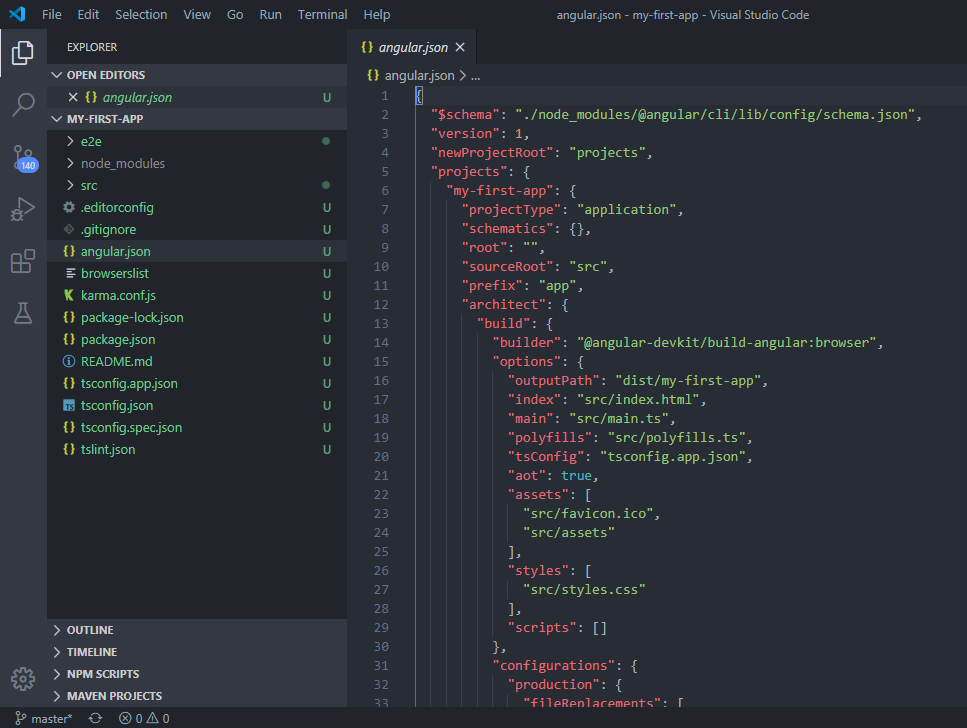 File Edit Selection View Go Run Terminal Help angular.json - my-first-app - Visual Studio Code
EXPLORER
OPEN EDITORS
angular.json U
MY-FIRST-APP
e2e
node_modules
src
.editorconfig U
.gitignore U
angular.json U
browserslist U
karma.conf.js U
package-lock.json U
package.json U
README.md U
tsconfig.app.json U
tsconfig.json U
tsconfig.spec.json U
tslint.json U
OUTLINE
TIMELINE
NPM SCRIPTS
MAVEN PROJECTS
140
angular.json
angular.json > ...
1 {
2 "$schema": "./node_modules/@angular/cli/lib/config/schema.json",
3 "version": 1,
4 "newProjectRoot": "projects",
5 "projects": {
6 "my-first-app": {
7 "projectType": "application",
8 "schematics": {},
9 "root": "",
10 "sourceRoot": "src",
11 "prefix": "app",
12 "architect": {
13 "build": {
14 "builder": "@angular-devkit/build-angular:browser",
15 "options": {
16 "outputPath": "dist/my-first-app",
17 "index": "src/index.html",
18 "main": "src/main.ts",
19 "polyfills": "src/polyfills.ts",
20 "tsConfig": "tsconfig.app.json",
21 "aot": true,
22 "assets": [
23 "src/favicon.ico",
24 "src/assets"
25 ],
26 "styles": [
27 "src/styles.css"
28 ],
29 "scripts": []
30 },
31 "configurations": {
32 "production": {
33 "fileReplacements": [
master* 0 0